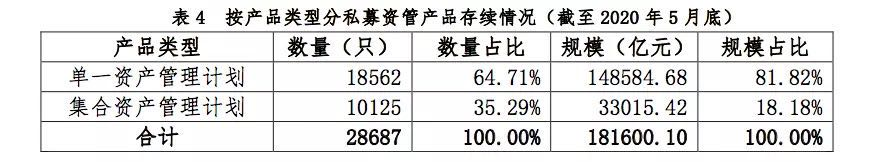 表 4 按产品类型分私募资管产品存续情况（截至 2020 年 5 月底）
产品类型 数量（只） 数量占比 规模（亿元） 规模占比
单一资产管理计划 18562 64.71% 148584.68 81.82%
集合资产管理计划 10125 35.29% 33015.42 18.18%
合计 28687 100.00% 181600.10 100.00%